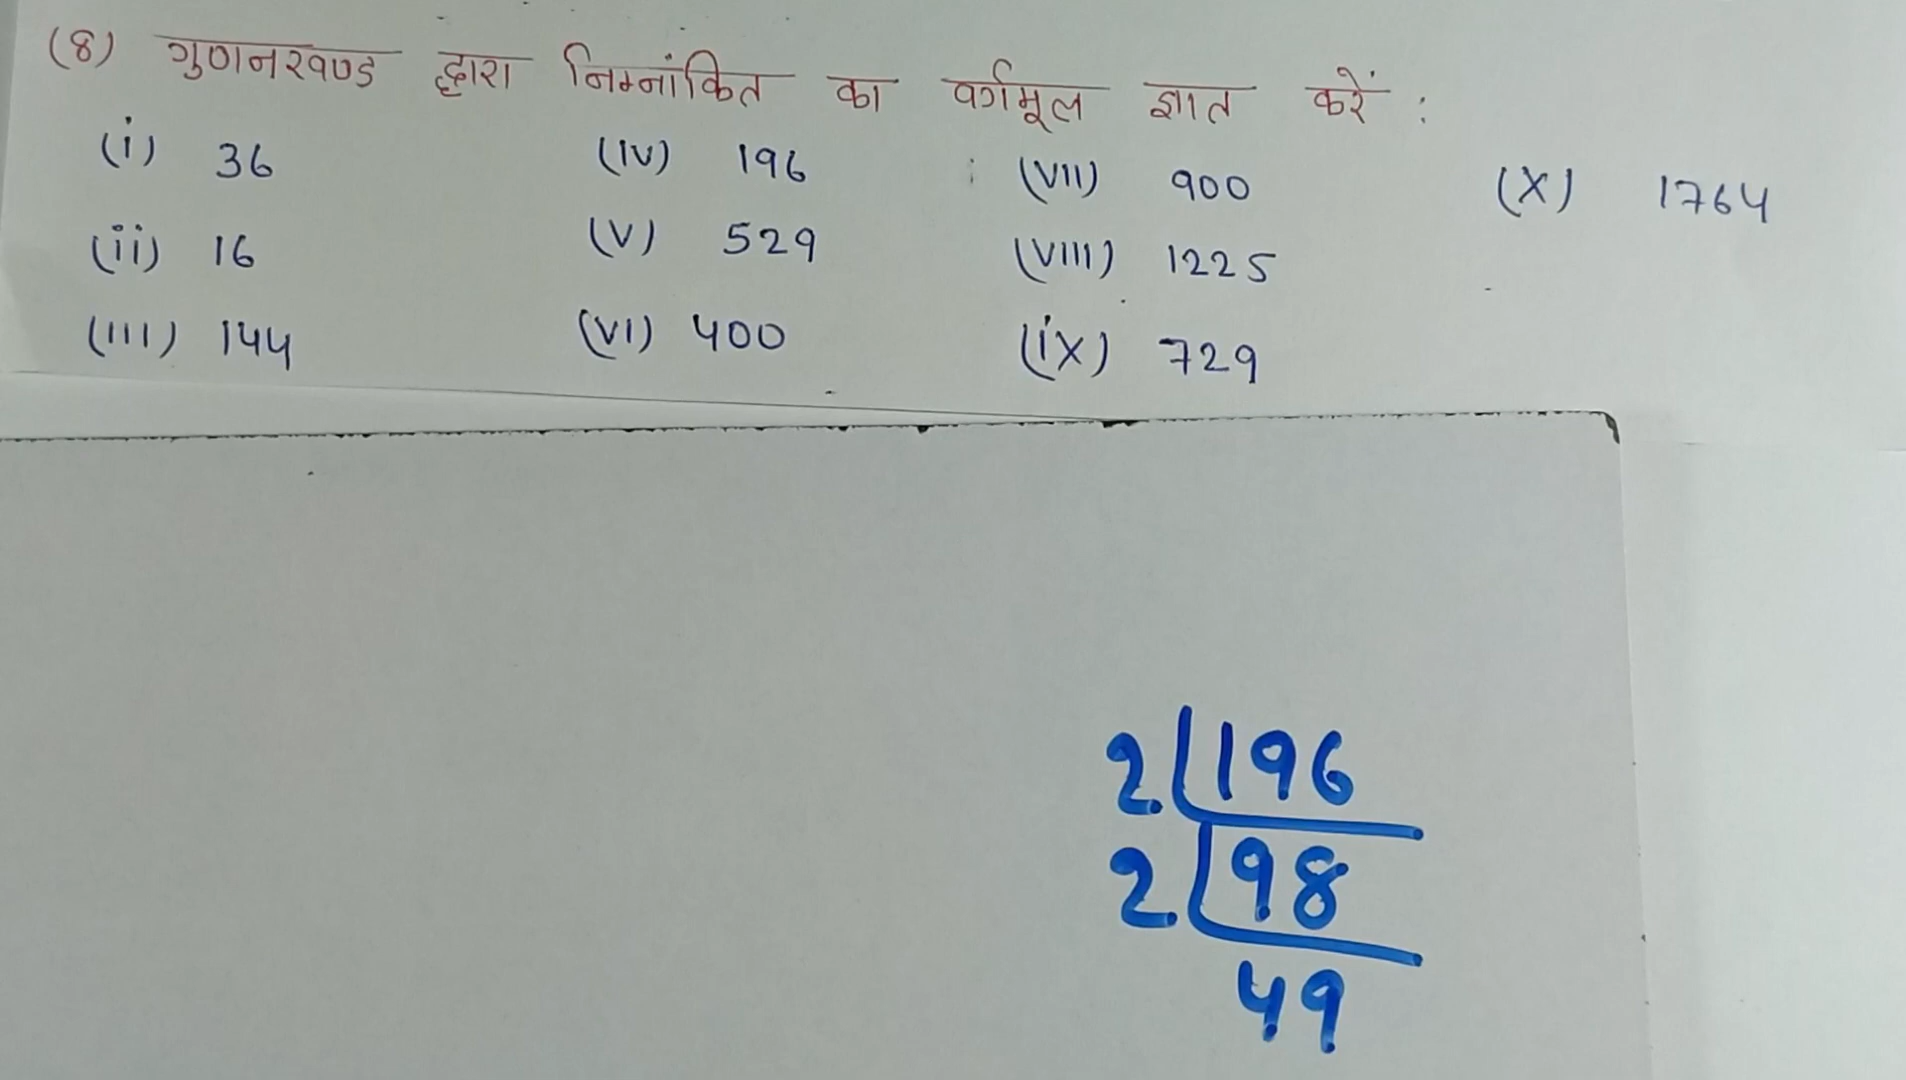 (8) गुणनखण्ड द्वारा निम्नांकित का वर्गमूल ज्ञात करें :
(i) 36 (IV) 196 (VII) 900 (X) 1764
(ii) 16 (V) 529 (VIII) 1225
(III) 144 (VI) 400 (ix) 729
2 196
2 98
49